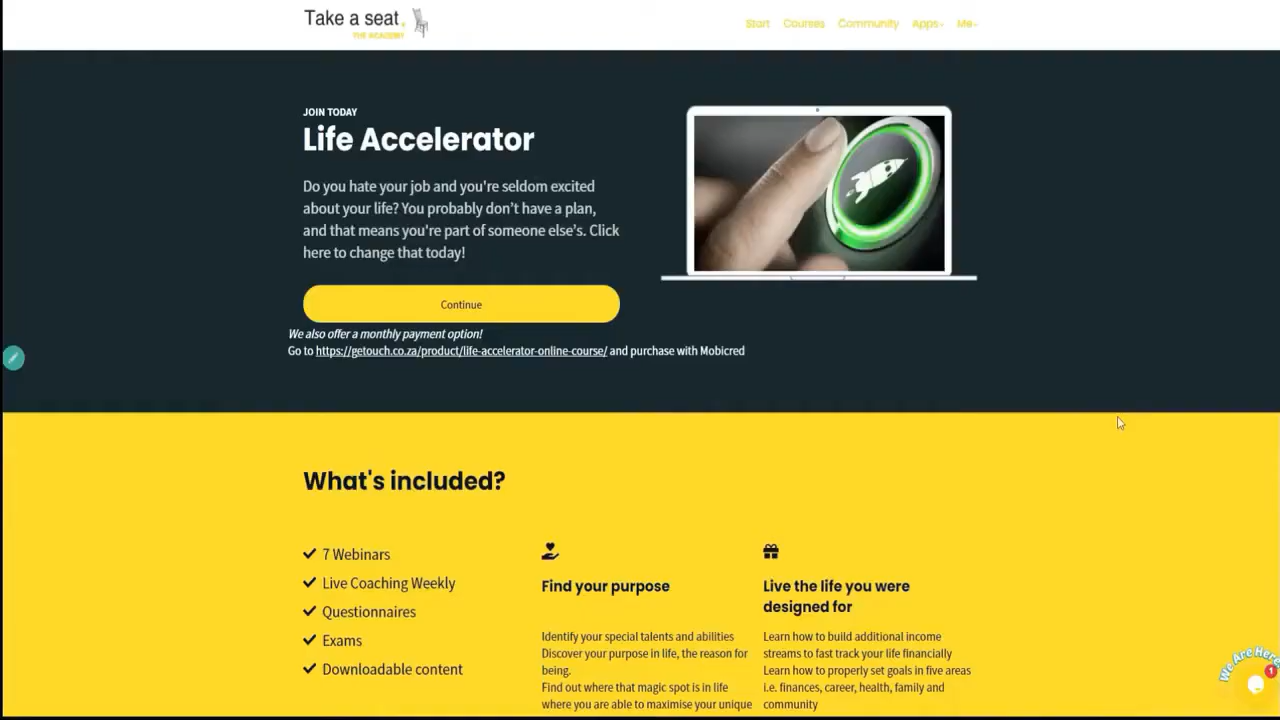 Take a seat.
THE ACADEMY
Start Courses Community Apps Me
JOIN TODAY
Life Accelerator
Do you hate your job and you're seldom excited
about your life? You probably don't have a plan,
and that means you're part of someone else's. Click
here to change that today!
Continue
We also offer a monthly payment option!
Go to https://getouch.co.za/product/life-accelerator-online-course/ and purchase with Mobicred
What's included?
7 Webinars
Live Coaching Weekly
Questionnaires
Exams
Downloadable content
Find your purpose
Identify your special talents and abilities
Discover your purpose in life, the reason for
being.
Find out where that magic spot is in life
where you are able to maximise your unique
Live the life you were
designed for
Learn how to build additional income
streams to fast track your life financially
Learn how to properly set goals in five areas
i.e. finances, career, health, family and
community
We Are Here
1